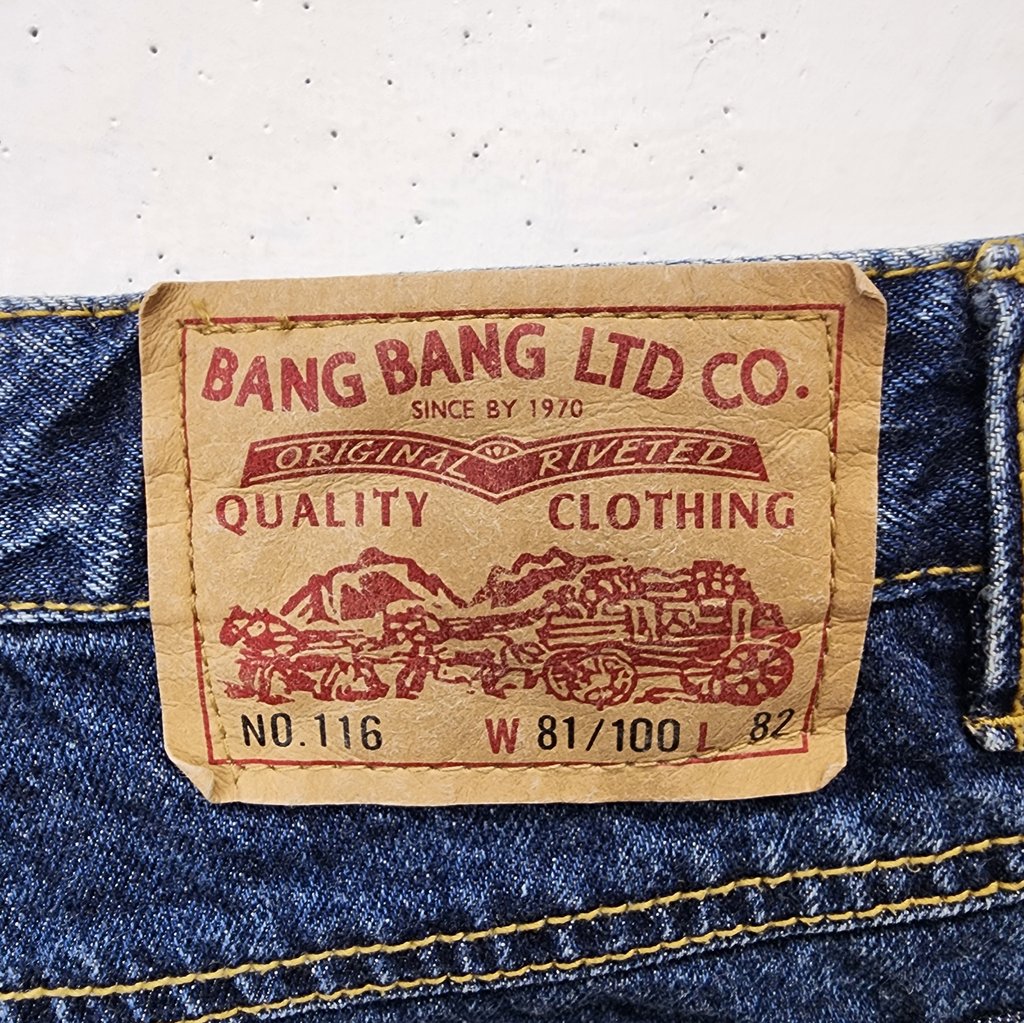 BANG BANG LTD CO.
SINCE BY 1970
ORIGINAL RIVETED
QUALITY CLOTHING
NO.116 W 81/100 L 82